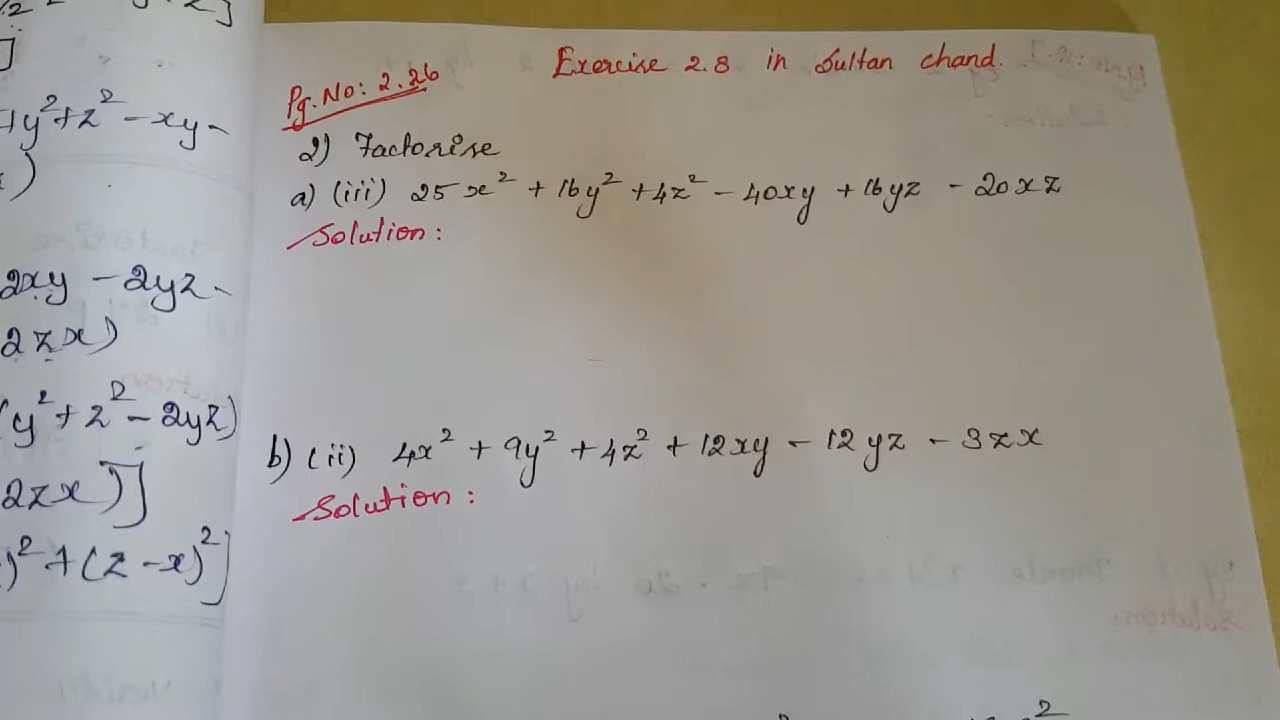 y²+z²-xy-
)
2xy -2yz -
2zx)
(y²+z²-2yz)
2zx)]
)²+(z-x)²]
Exercise 2.8 in Sultan chand.
Pg.No: 2.26
2) Factorise
a) (iii) 25x² + 16y² +4z² - 40xy + 16yz - 20xz
Solution:
b) (ii) 4x² + 9y² + 4z² + 12xy - 12yz - 3zx
Solution: